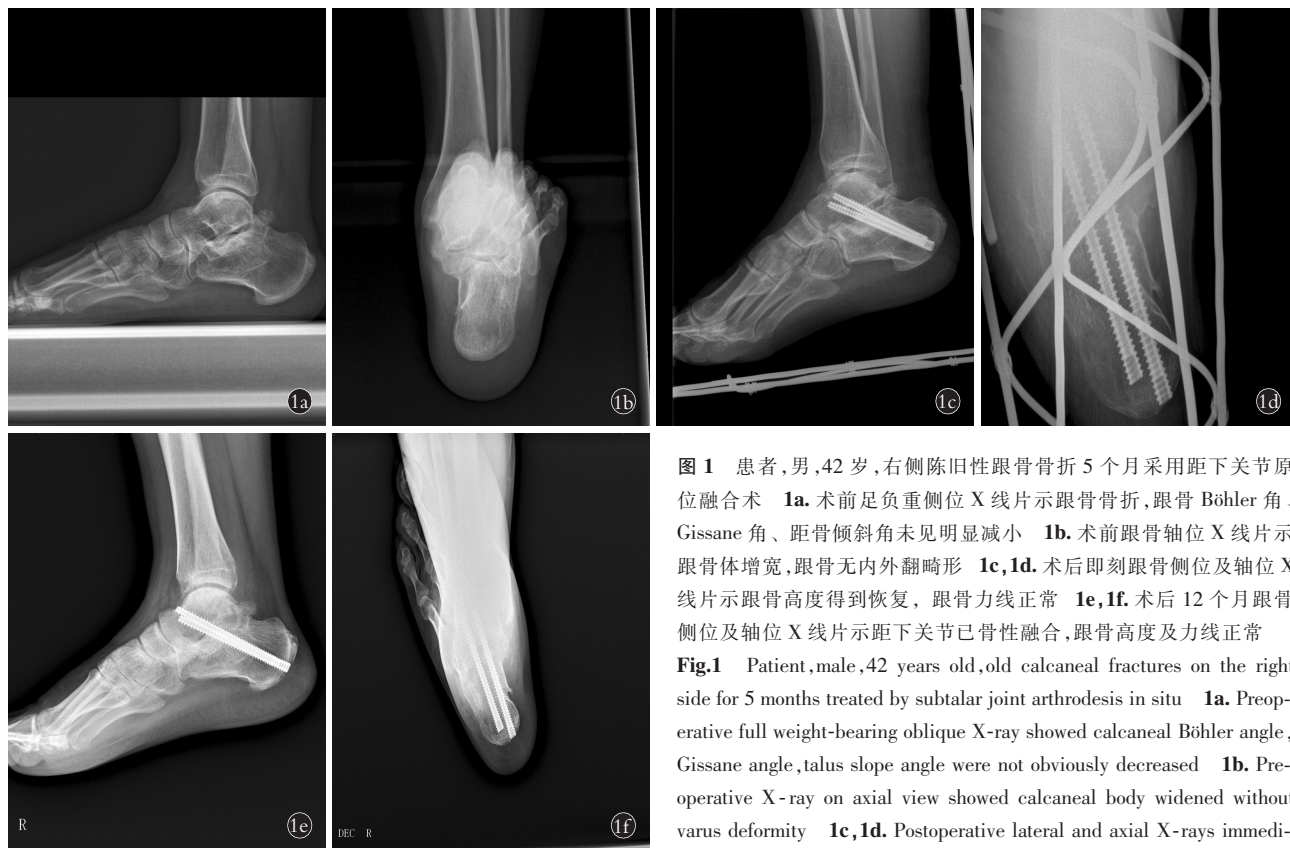 1a
1b
1c
1d
1e
R
1f
DEC R
图 1 患者,男,42 岁,右侧陈旧性跟骨骨折 5 个月采用距下关节原
位融合术 1a. 术前足负重侧位 X 线片示跟骨骨折,跟骨 Böhler 角、
Gissane 角、距骨倾斜角未见明显减小 1b. 术前跟骨轴位 X 线片示
跟骨体增宽,跟骨无内外翻畸形 1c,1d. 术后即刻跟骨侧位及轴位 X
线片示跟骨高度得到恢复, 跟骨力线正常 1e,1f. 术后 12 个月跟骨
侧位及轴位 X 线片示距下关节已骨性融合,跟骨高度及力线正常
Fig.1 Patient,male,42 years old,old calcaneal fractures on the right
side for 5 months treated by subtalar joint arthrodesis in situ 1a. Preop-
erative full weight-bearing oblique X-ray showed calcaneal Böhler angle,
Gissane angle,talus slope angle were not obviously decreased 1b. Pre-
operative X-ray on axial view showed calcaneal body widened without
varus deformity 1c,1d. Postoperative lateral and axial X-rays immedi-